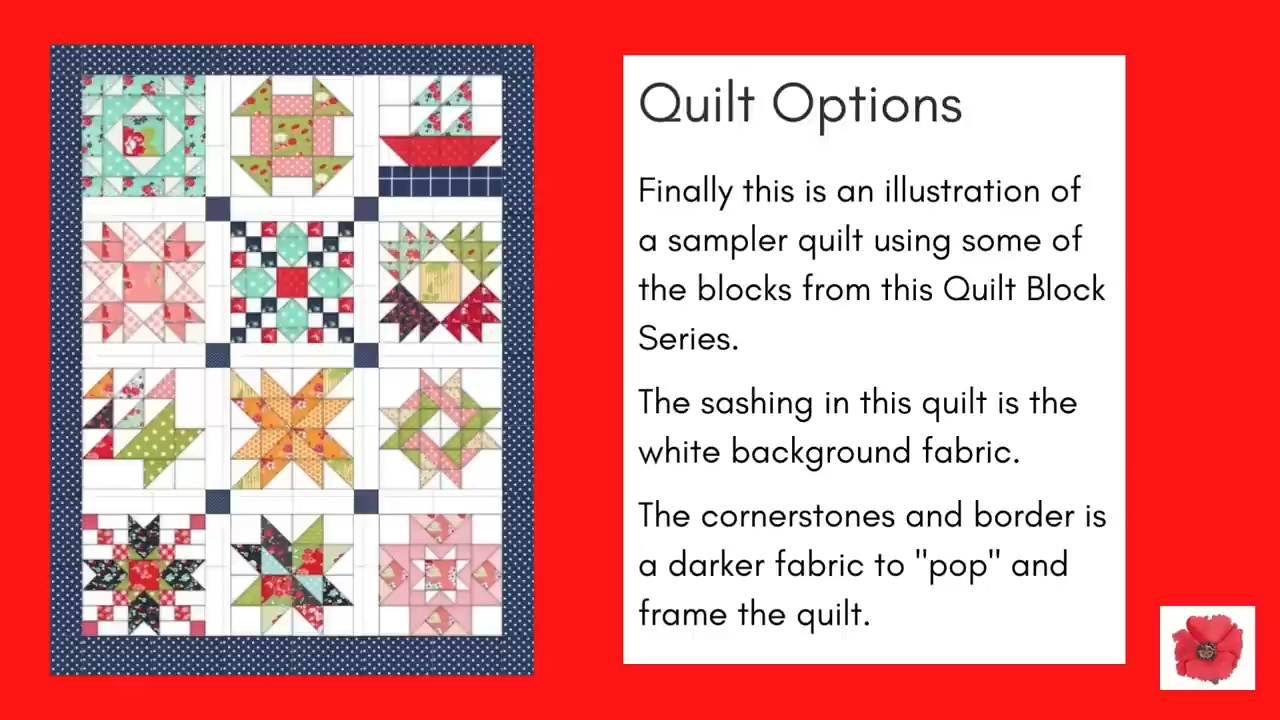 Quilt Options
Finally this is an illustration of
a sampler quilt using some of
the blocks from this Quilt Block
Series.
The sashing in this quilt is the
white background fabric.
The cornerstones and border is
a darker fabric to "pop" and
frame the quilt.